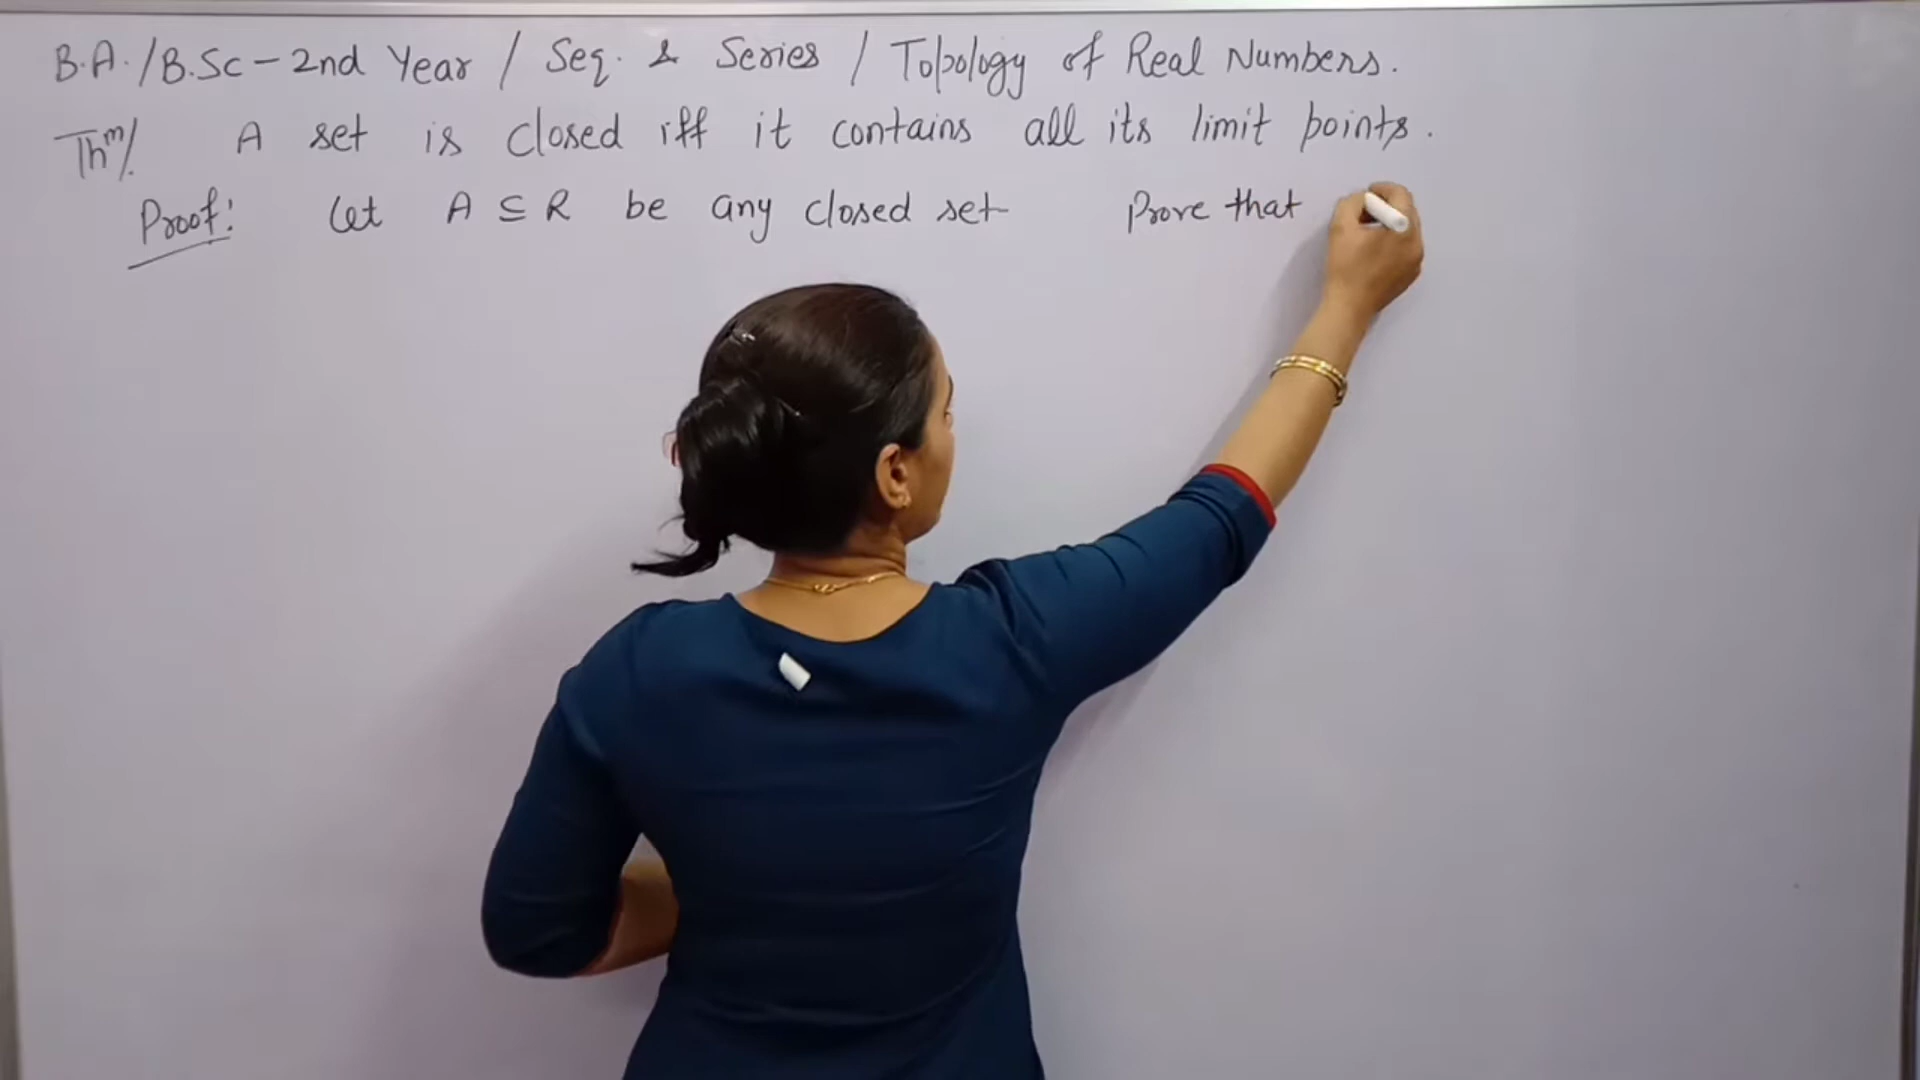 B.A./B.Sc-2nd Year / Seq. & Series / Topology of Real Numbers.
Thm/. A set is closed iff it contains all its limit points.
Proof: Let A ⊆ R be any closed set Prove that